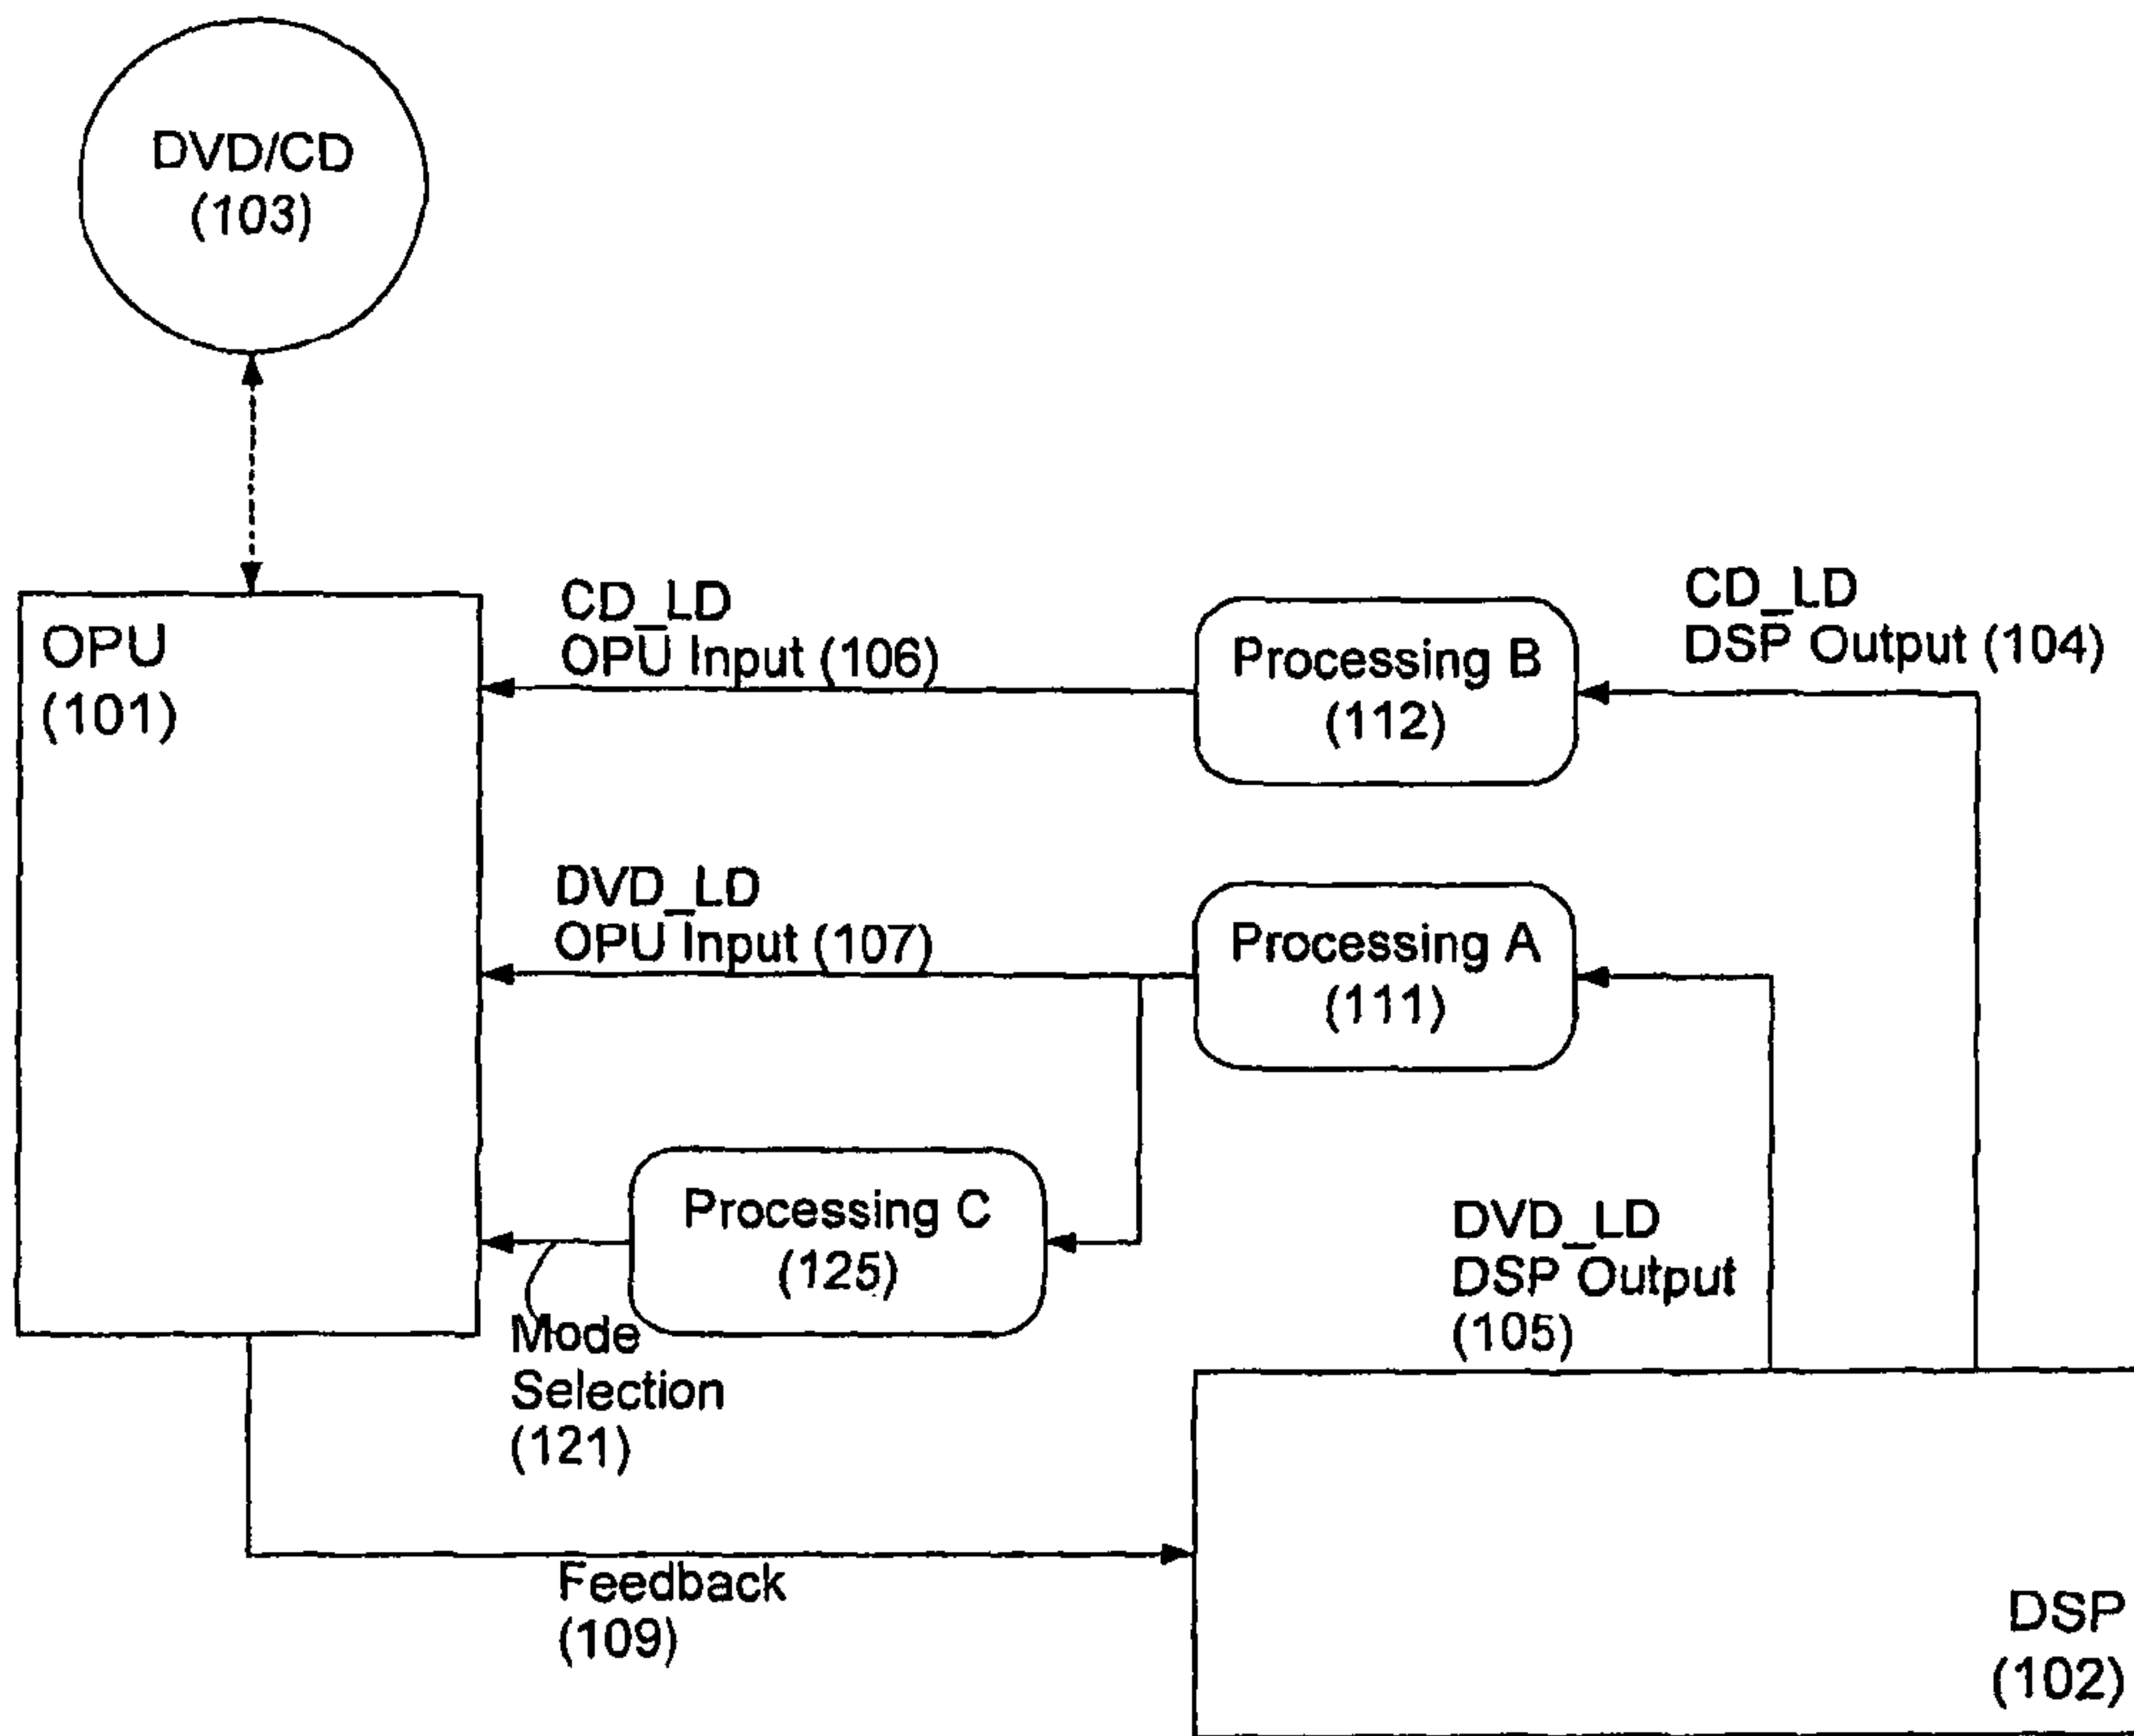 DVD/CD
(103)
OPU
(101)
CD_LD
OPU Input (106)
Processing B
(112)
CD_LD
DSP Output (104)
DVD_LD
OPU Input (107)
Processing A
(111)
Processing C
(125)
Mode
Selection
(121)
DVD_LD
DSP Output
(105)
Feedback
(109)
DSP
(102)